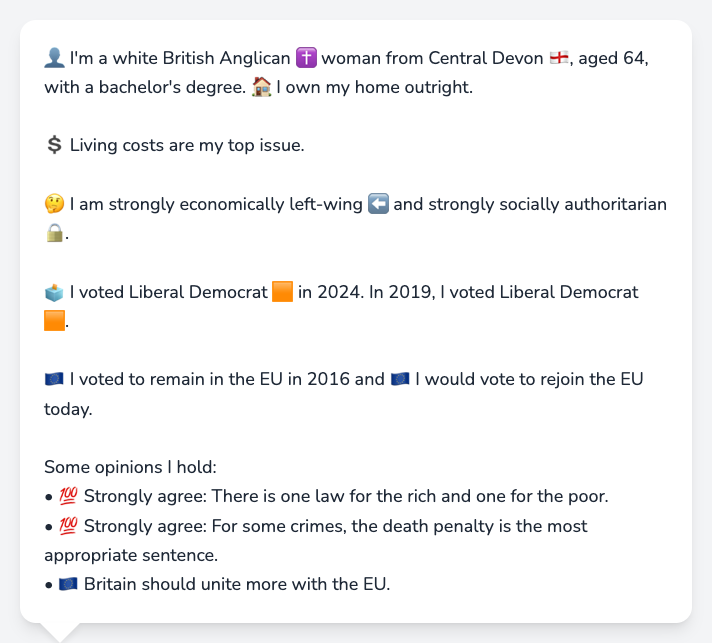 👤 I'm a white British Anglican ✝️ woman from Central Devon 🏴󠁧󠁢󠁥󠁮󠁧󠁿, aged 64,
with a bachelor's degree. 🏠 I own my home outright.
💲 Living costs are my top issue.
🤔 I am strongly economically left-wing ⬅️ and strongly socially authoritarian
🔒.
🗳️ I voted Liberal Democrat 🟧 in 2024. In 2019, I voted Liberal Democrat
🟧.
🇪🇺 I voted to remain in the EU in 2016 and 🇪🇺 I would vote to rejoin the EU
today.
Some opinions I hold:
• 💯 Strongly agree: There is one law for the rich and one for the poor.
• 💯 Strongly agree: For some crimes, the death penalty is the most
appropriate sentence.
• 🇪🇺 Britain should unite more with the EU.